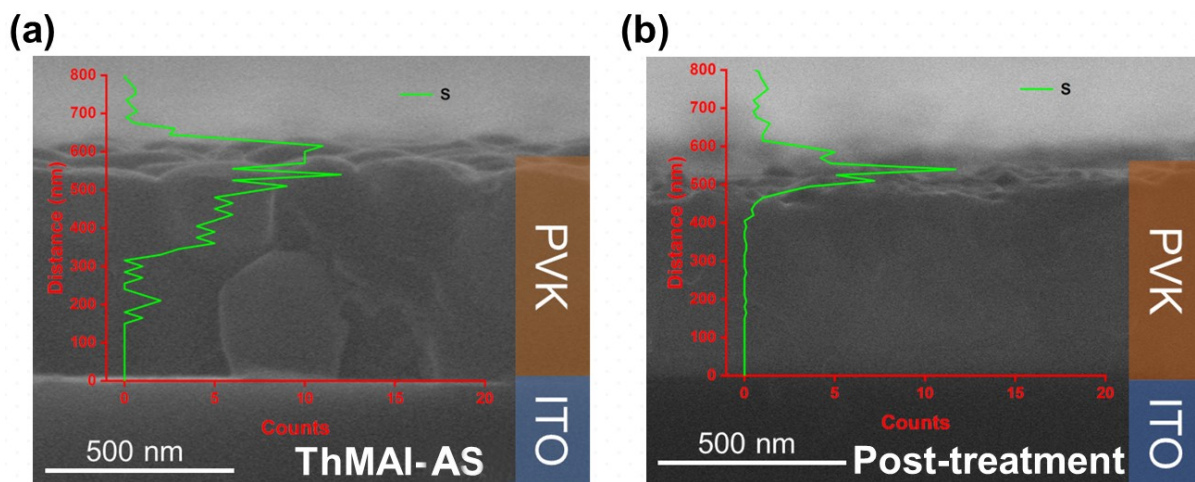 (a)
800
S
700
600
500
400
300
200
100
0
Distance (nm)
0 5 10 15 20
Counts
PVK
ITO
500 nm
ThMAI-AS
(b)
800
S
700
600
500
400
300
200
100
0
Distance (nm)
0 5 10 15 20
Counts
PVK
ITO
500 nm
Post-treatment